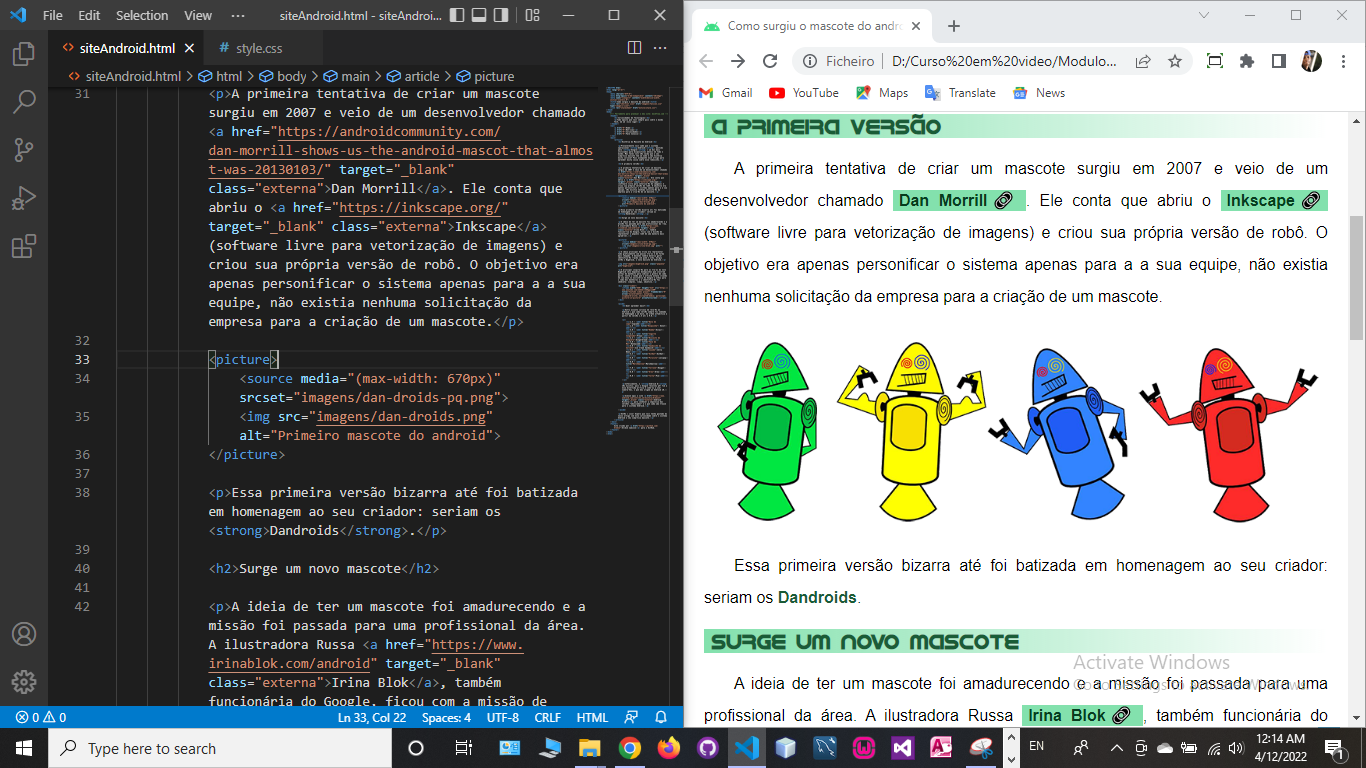 File Edit Selection View ··· siteAndroid.html - siteAndroi...
siteAndroid.html
# style.css
siteAndroid.html > html > body > main > article > picture
31 <p>A primeira tentativa de criar um mascote
surgiu em 2007 e veio de um desenvolvedor chamado
<a href="https://androidcommunity.com/
dan-morrill-shows-us-the-android-mascot-that-almos
t-was-20130103/" target="_blank"
class="externa">Dan Morrill</a>. Ele conta que
abriu o <a href="https://inkscape.org/"
target="_blank" class="externa">Inkscape</a>
(software livre para vetorização de imagens) e
criou sua própria versão de robô. O objetivo era
apenas personificar o sistema apenas para a a sua
equipe, não existia nenhuma solicitação da
empresa para a criação de um mascote.</p>
32
33 <picture>
34 <source media="(max-width: 670px)"
srcset="imagens/dan-droids-pq.png">
35 <img src="imagens/dan-droids.png"
alt="Primeiro mascote do android">
36 </picture>
37
38 <p>Essa primeira versão bizarra até foi batizada
em homenagem ao seu criador: seriam os
<strong>Dandroids</strong>.</p>
39
40 <h2>Surge um novo mascote</h2>
41
42 <p>A ideia de ter um mascote foi amadurecendo e a
missão foi passada para uma profissional da área.
A ilustradora Russa <a href="https://www.
irinablok.com/android" target="_blank"
class="externa">Irina Blok</a>, também
funcionária do Google, ficou com a missão de
0 0 Ln 33, Col 22 Spaces: 4 UTF-8 CRLF HTML
Como surgiu o mascote do andro
Ficheiro | D:/Curso%20em%20video/Modulo...
Gmail YouTube Maps Translate News
A PRIMEIRA VERSÃO
A primeira tentativa de criar um mascote surgiu em 2007 e veio de um
desenvolvedor chamado Dan Morrill . Ele conta que abriu o Inkscape
(software livre para vetorização de imagens) e criou sua própria versão de robô. O
objetivo era apenas personificar o sistema apenas para a a sua equipe, não existia
nenhuma solicitação da empresa para a criação de um mascote.
Essa primeira versão bizarra até foi batizada em homenagem ao seu criador:
seriam os Dandroids.
SURGE UM NOVO MASCOTE
Activate Windows
Go to Settings to activate Windows.
A ideia de ter um mascote foi amadurecendo e a missão foi passada para uma
profissional da área. A ilustradora Russa Irina Blok , também funcionária do
Type here to search
EN
12:14 AM
4/12/2022
1